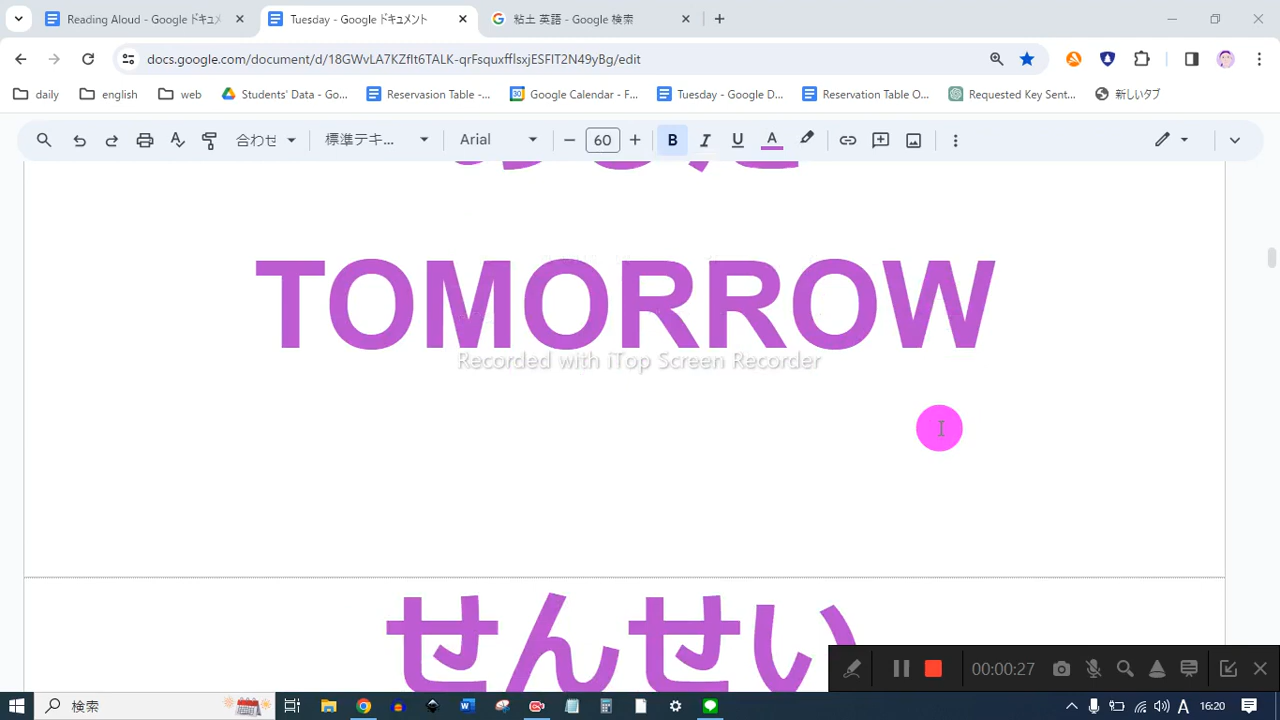 Reading Aloud - Google ドキュメ
Tuesday - Google ドキュメント
粘土 英語 - Google 検索
docs.google.com/document/d/18GWvLA7KZfIt6TALK-qrFsquxfflsxjESFIT2N49yBg/edit
daily
english
web
Students' Data - Go...
Reservasion Table -...
Google Calendar - F...
Tuesday - Google D...
Reservation Table O...
Requested Key Sent...
新しいタブ
合わせ
標準テキ...
Arial
60
B I U A
TOMORROW
Recorded with iTop Screen Recorder
せんせい
00:00:27
検索
A 16:20